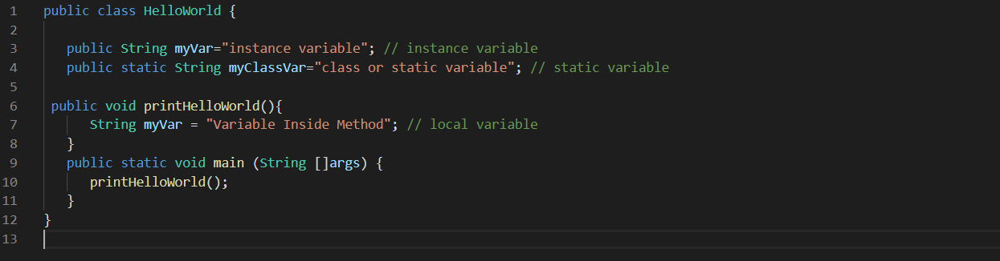 1 public class HelloWorld {
2
3 public String myVar="instance variable"; // instance variable
4 public static String myClassVar="class or static variable"; // static variable
5
6 public void printHelloWorld(){
7 String myVar = "Variable Inside Method"; // local variable
8 }
9 public static void main (String []args) {
10 printHelloWorld();
11 }
12 }
13